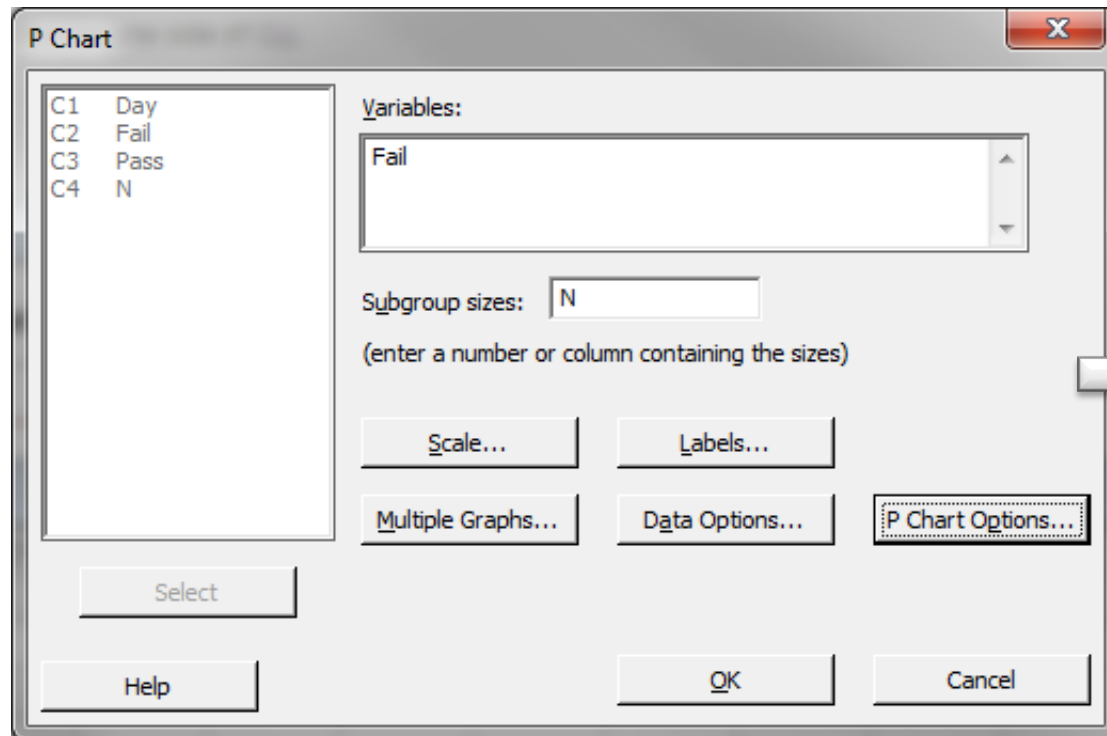 P Chart
C1 Day
C2 Fail
C3 Pass
C4 N
Variables:
Fail
Subgroup sizes: N
(enter a number or column containing the sizes)
Scale...
Labels...
Multiple Graphs...
Data Options...
P Chart Options...
Select
Help
OK
Cancel